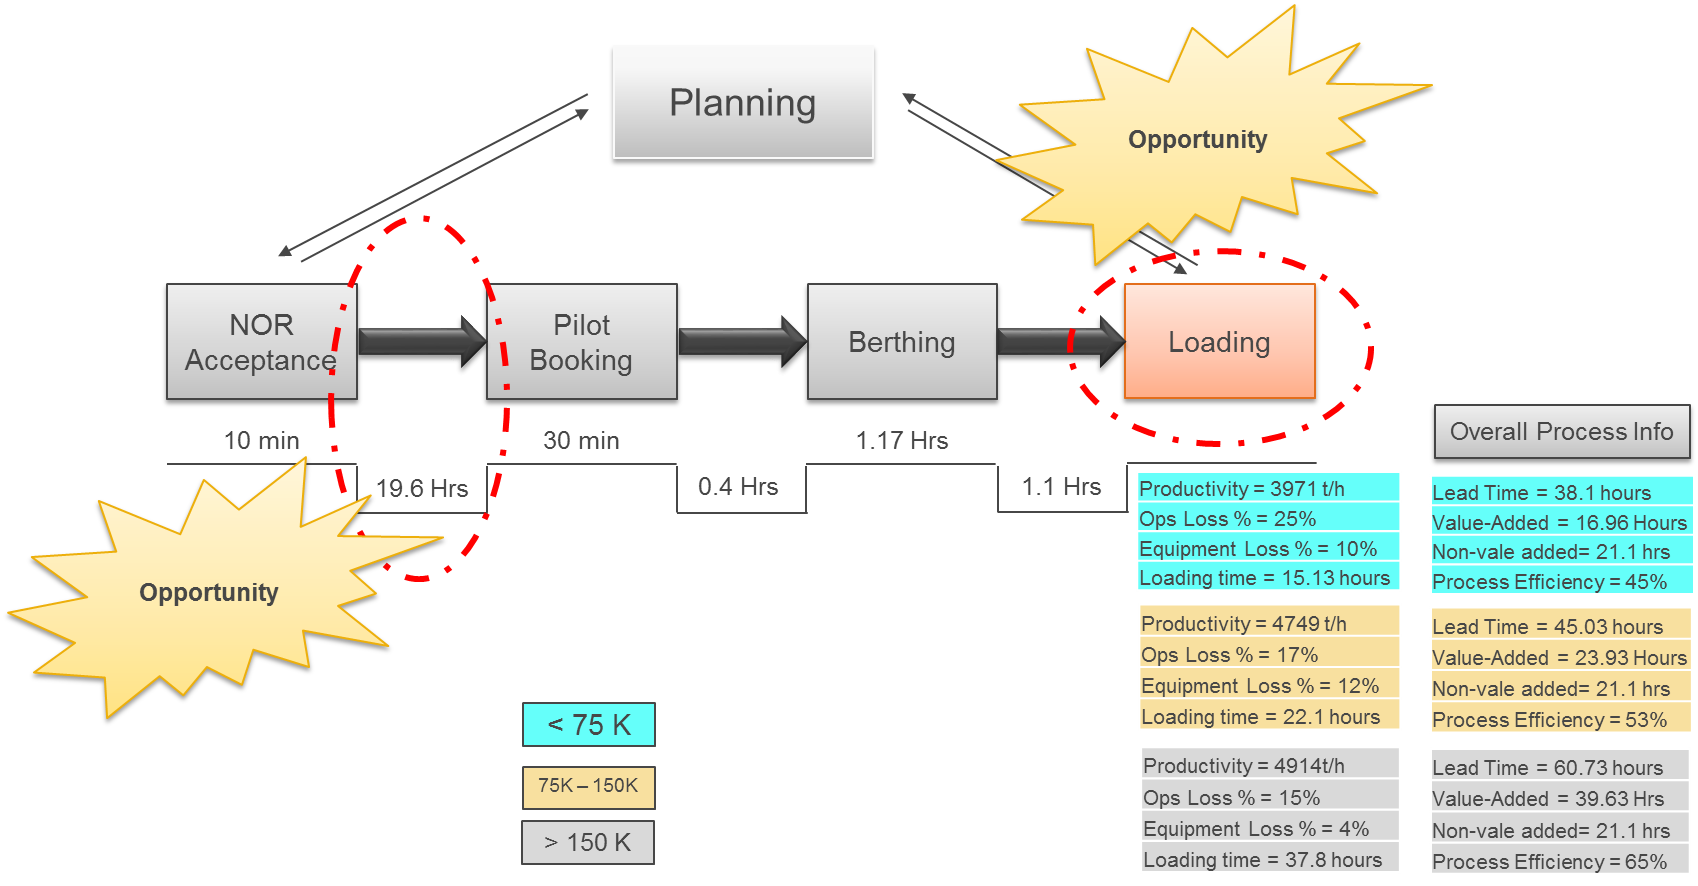 Planning
Opportunity
NOR
Acceptance
Pilot
Booking
Berthing
Loading
10 min
19.6 Hrs
30 min
0.4 Hrs
1.17 Hrs
1.1 Hrs
Opportunity
Productivity = 3971 t/h
Ops Loss % = 25%
Equipment Loss % = 10%
Loading time = 15.13 hours
Productivity = 4749 t/h
Ops Loss % = 17%
Equipment Loss % = 12%
Loading time = 22.1 hours
Productivity = 4914t/h
Ops Loss % = 15%
Equipment Loss % = 4%
Loading time = 37.8 hours
Overall Process Info
Lead Time = 38.1 hours
Value-Added = 16.96 Hours
Non-vale added= 21.1 hrs
Process Efficiency = 45%
Lead Time = 45.03 hours
Value-Added = 23.93 Hours
Non-vale added= 21.1 hrs
Process Efficiency = 53%
Lead Time = 60.73 hours
Value-Added = 39.63 Hrs
Non-vale added= 21.1 hrs
Process Efficiency = 65%
< 75 K
75K – 150K
> 150 K